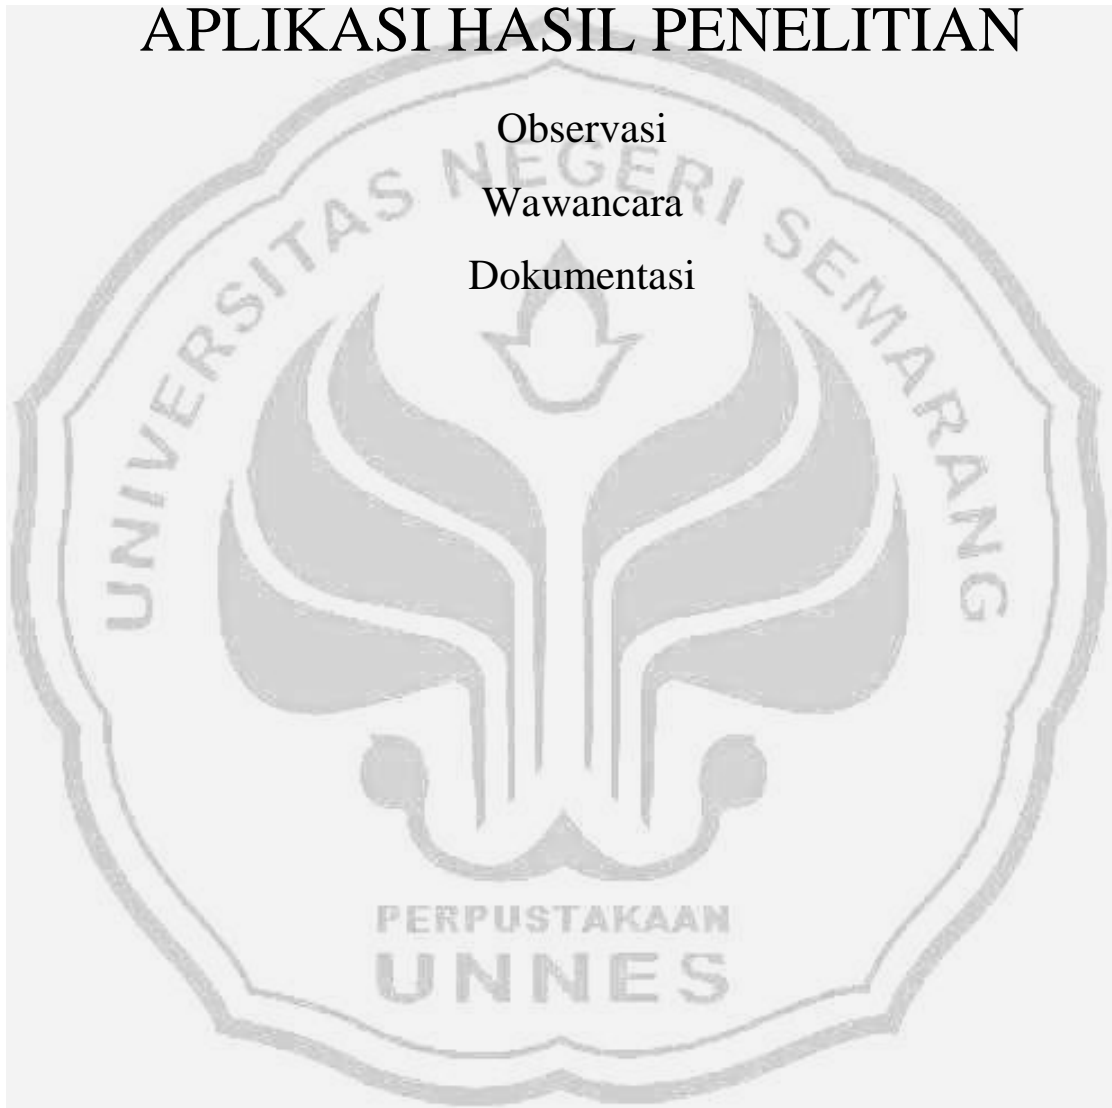 APLIKASI HASIL PENELITIAN
Observasi
Wawancara
Dokumentasi
UNIVERSITAS NEGERI SEMARANG
PERPUSTAKAAN
UNNES